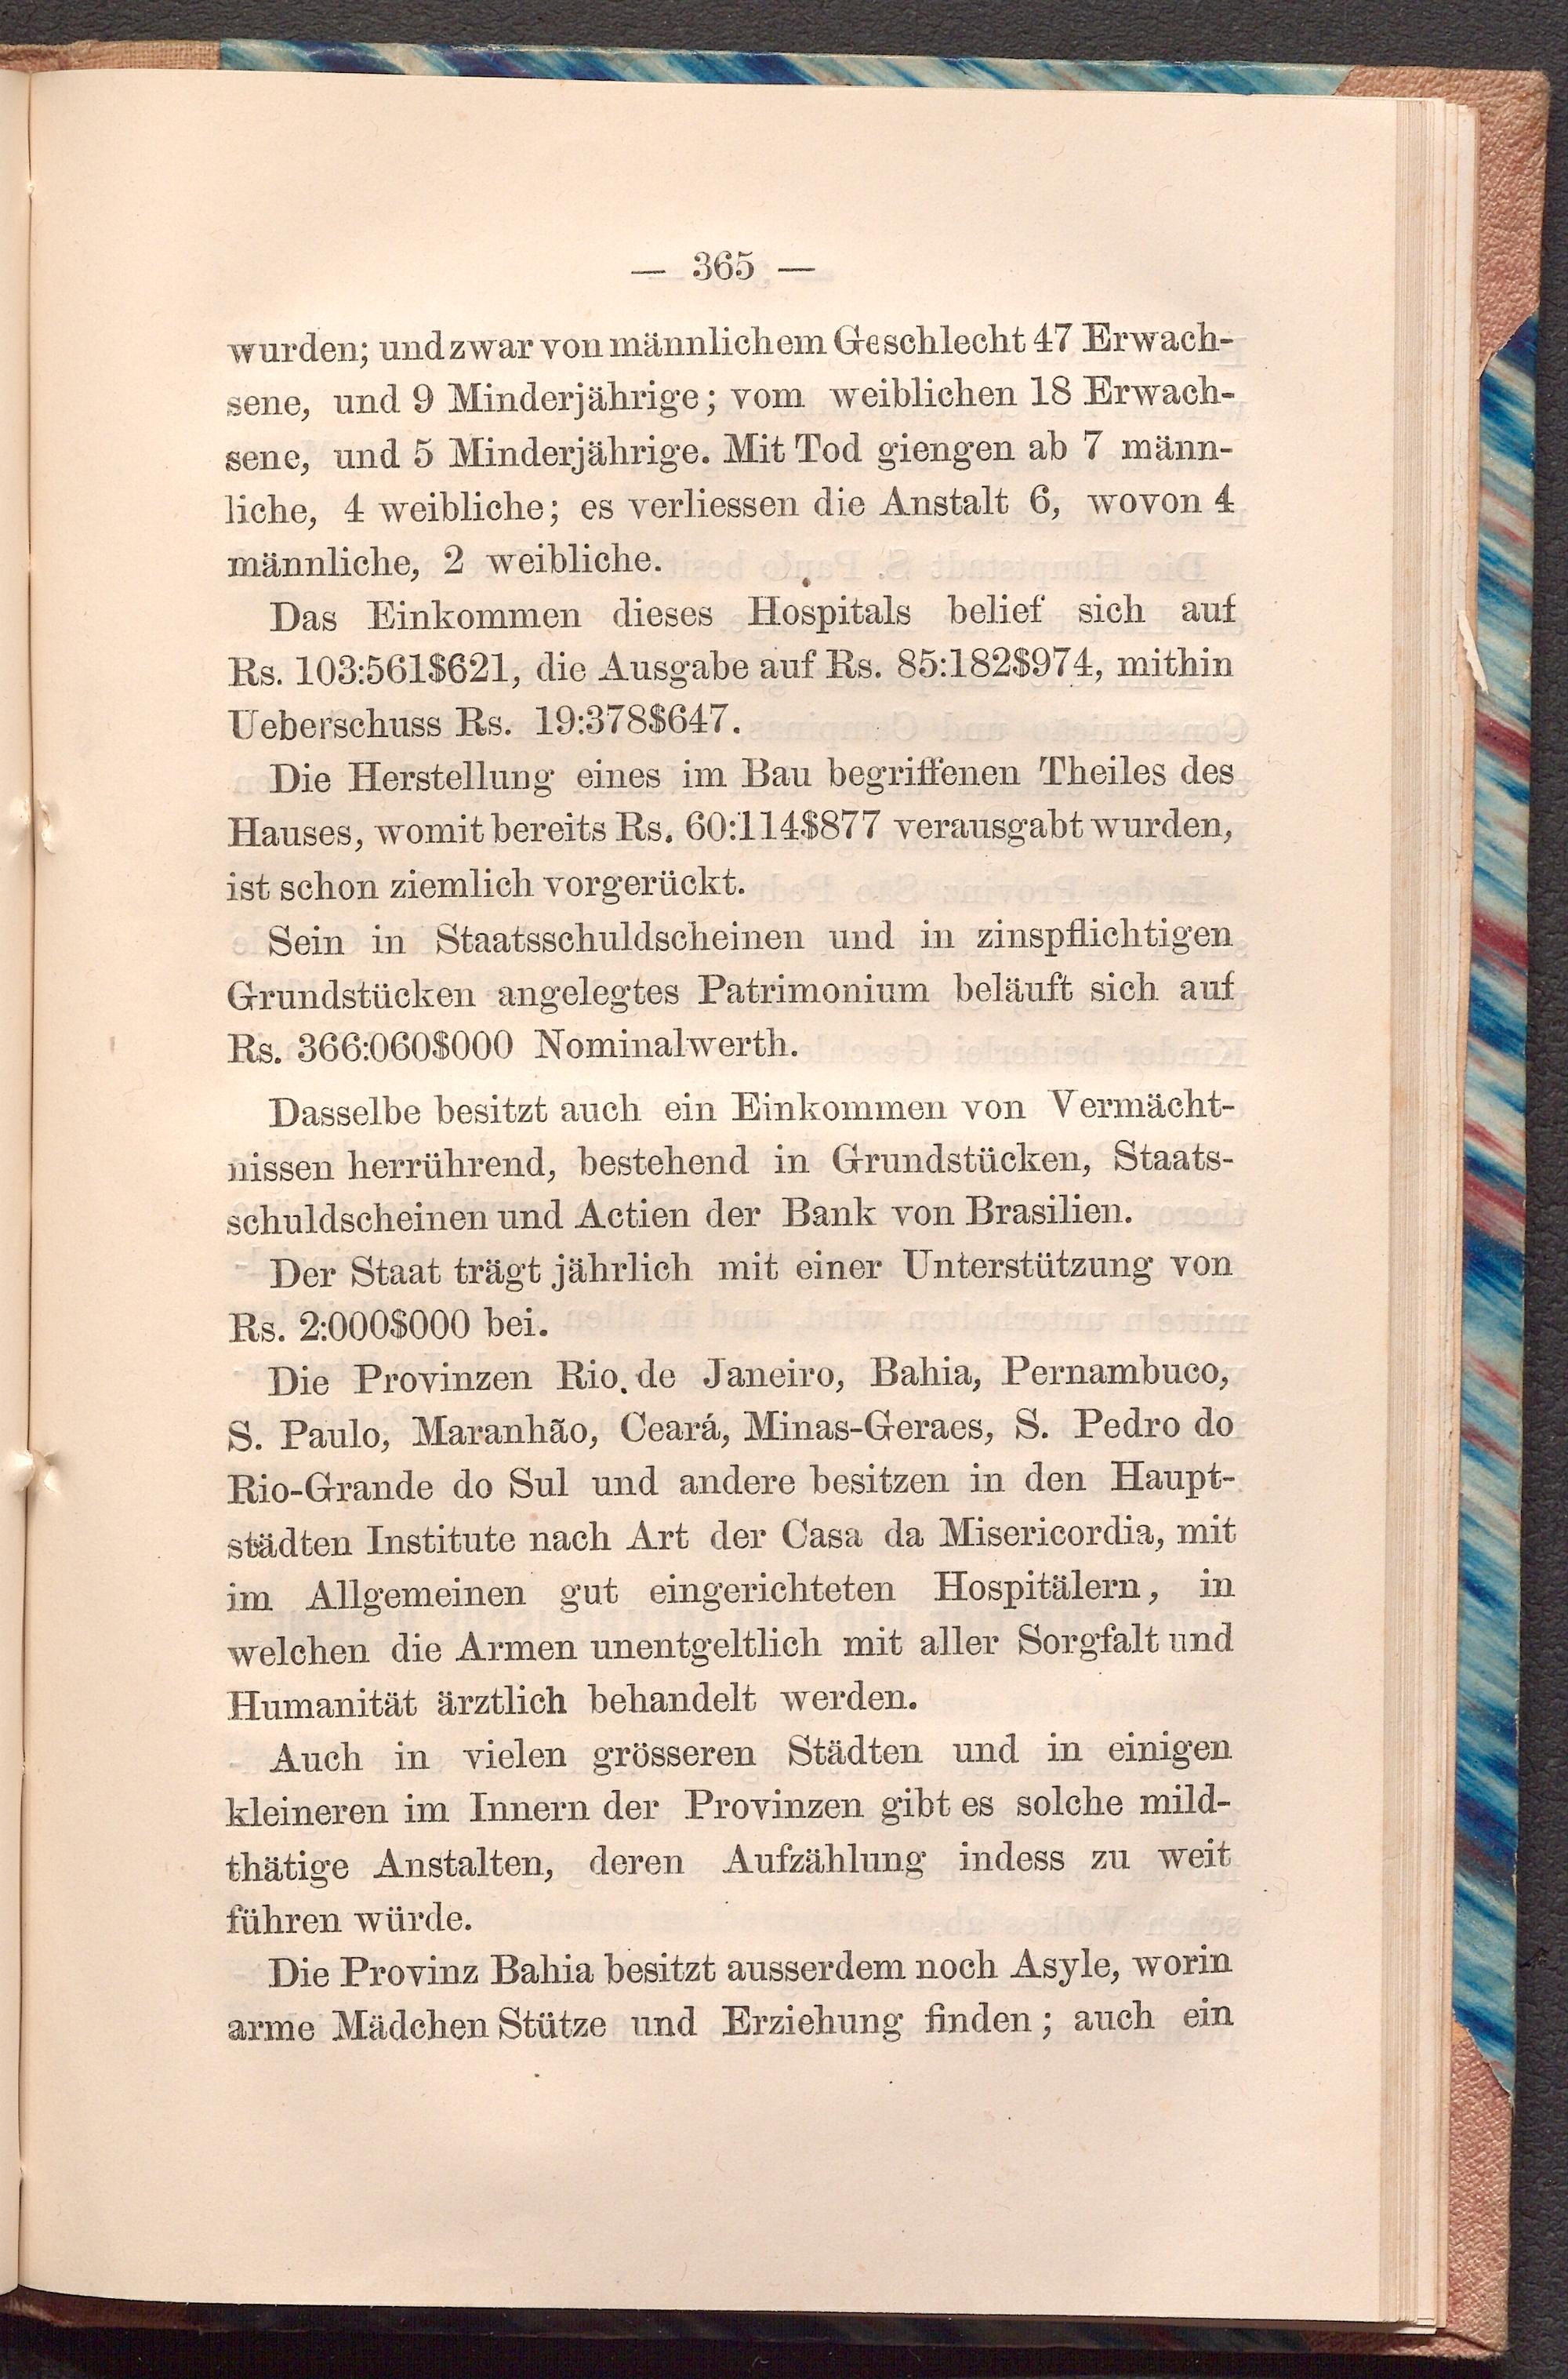 — 365 —
wurden; und zwar von männlichem Geschlecht 47 Erwach-
sene, und 9 Minderjährige; vom weiblichen 18 Erwach-
sene, und 5 Minderjährige. Mit Tod giengen ab 7 männ-
liche, 4 weibliche; es verliessen die Anstalt 6, wovon 4
männliche, 2 weibliche.
Das Einkommen dieses Hospitals belief sich auf
Rs. 103:561$621, die Ausgabe auf Rs. 85:182$974, mithin
Ueberschuss Rs. 19:378$647.
Die Herstellung eines im Bau begriffenen Theiles des
Hauses, womit bereits Rs. 60:114$877 verausgabt wurden,
ist schon ziemlich vorgerückt.
Sein in Staatsschuldscheinen und in zinspflichtigen
Grundstücken angelegtes Patrimonium beläuft sich auf
Rs. 366:060$000 Nominalwerth.
Dasselbe besitzt auch ein Einkommen von Vermächt-
nissen herrührend, bestehend in Grundstücken, Staats-
schuldscheinen und Actien der Bank von Brasilien.
Der Staat trägt jährlich mit einer Unterstützung von
Rs. 2:000$000 bei.
Die Provinzen Rio. de Janeiro, Bahia, Pernambuco,
S. Paulo, Maranhão, Ceará, Minas-Geraes, S. Pedro do
Rio-Grande do Sul und andere besitzen in den Haupt-
städten Institute nach Art der Casa da Misericordia, mit
im Allgemeinen gut eingerichteten Hospitälern, in
welchen die Armen unentgeltlich mit aller Sorgfalt und
Humanität ärztlich behandelt werden.
Auch in vielen grösseren Städten und in einigen
kleineren im Innern der Provinzen gibt es solche mild-
thätige Anstalten, deren Aufzählung indess zu weit
führen würde.
Die Provinz Bahia besitzt ausserdem noch Asyle, worin
arme Mädchen Stütze und Erziehung finden; auch ein